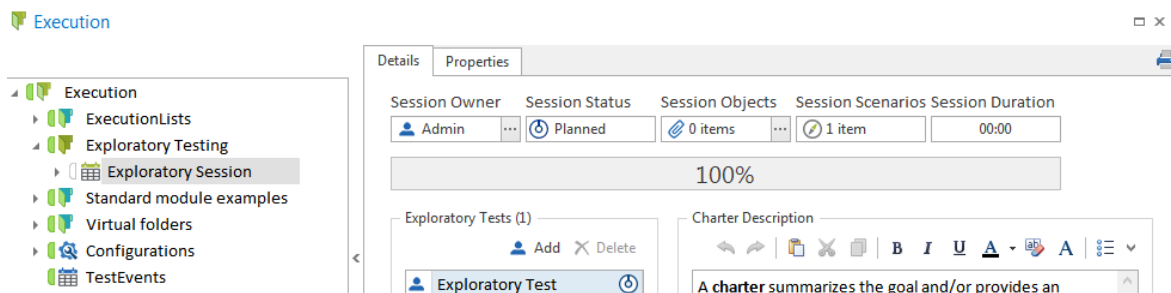 Execution
Details Properties
Execution
ExecutionLists
Exploratory Testing
Exploratory Session
Standard module examples
Virtual folders
Configurations
TestEvents
Session Owner Session Status Session Objects Session Scenarios Session Duration
Admin ... Planned 0 items ... 1 item 00:00
100%
Exploratory Tests (1)
Add Delete
Exploratory Test
Charter Description
B I U A ab A
A charter summarizes the goal and/or provides an